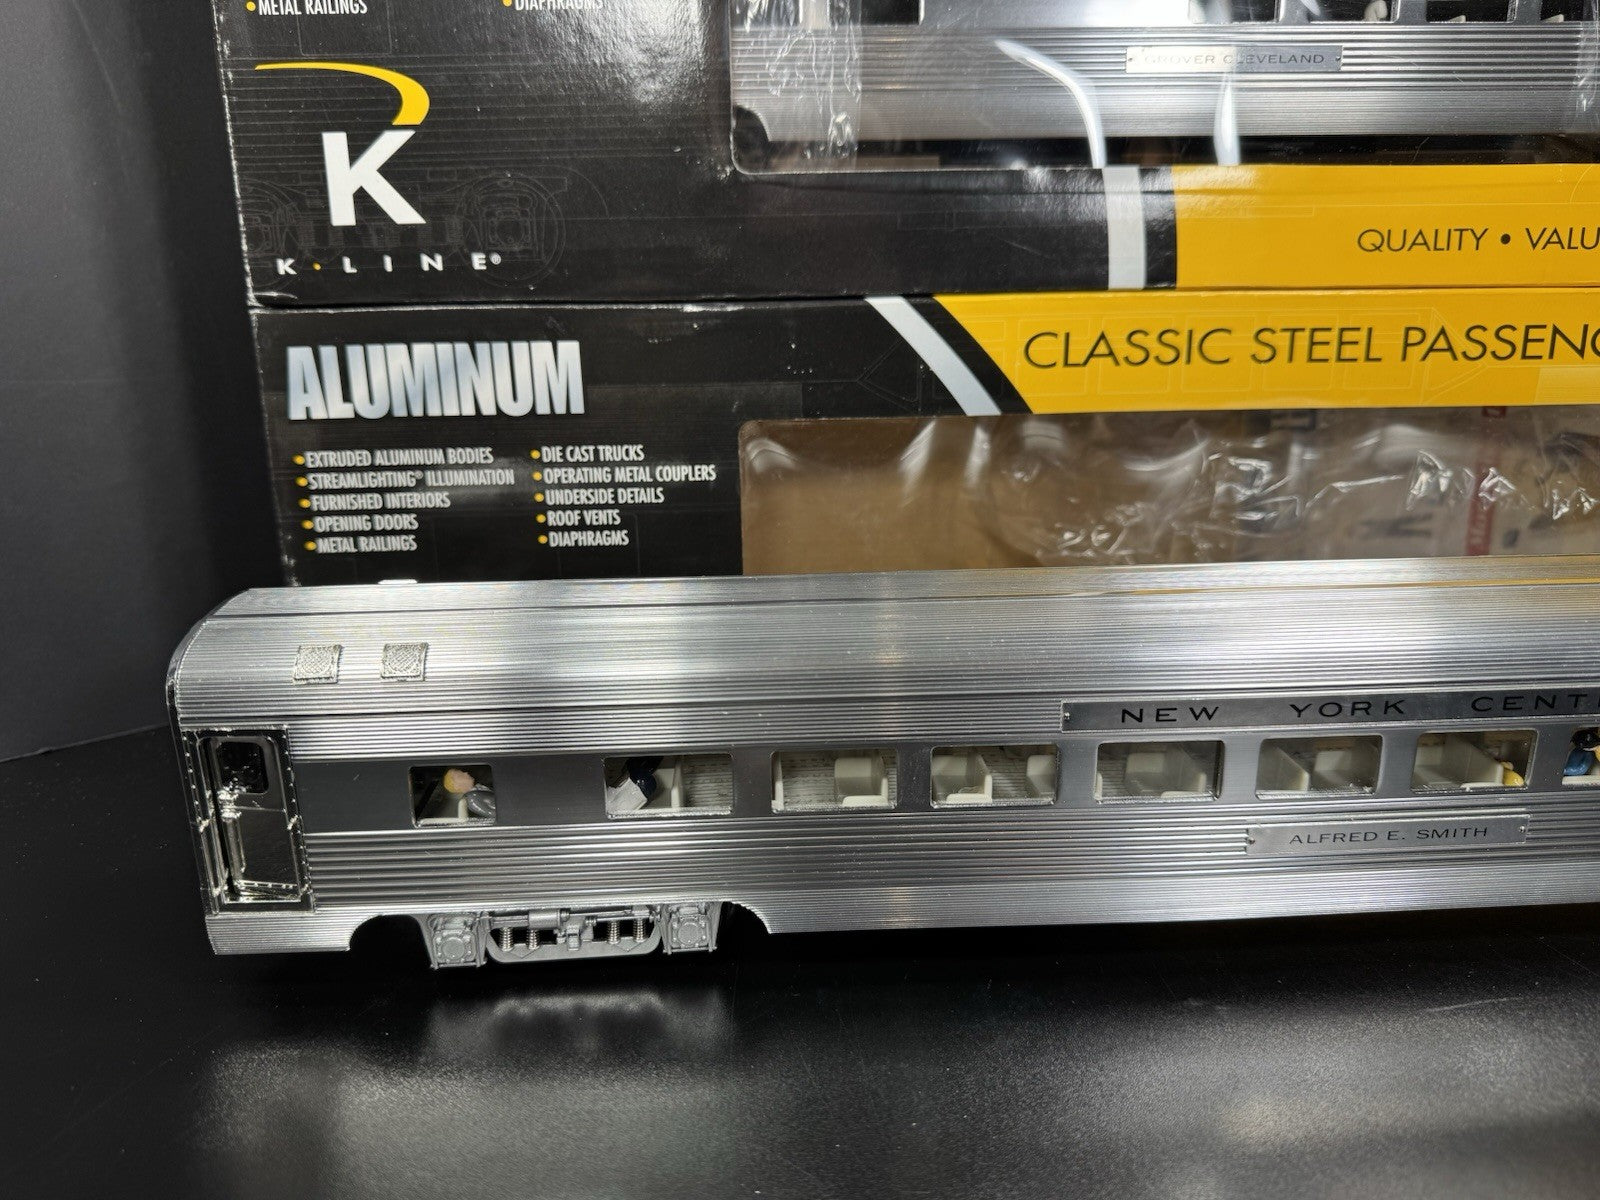 METAL RAILINGS
DIAPHRAGMS
GROVER CLEVELAND
K
K·LINE®
QUALITY • VALU
ALUMINUM
CLASSIC STEEL PASSENG
EXTRUDED ALUMINUM BODIES
STREAMLIGHTING® ILLUMINATION
FURNISHED INTERIORS
OPENING DOORS
METAL RAILINGS
DIE CAST TRUCKS
OPERATING METAL COUPLERS
UNDERSIDE DETAILS
ROOF VENTS
DIAPHRAGMS
NEW YORK CENT
ALFRED E. SMITH